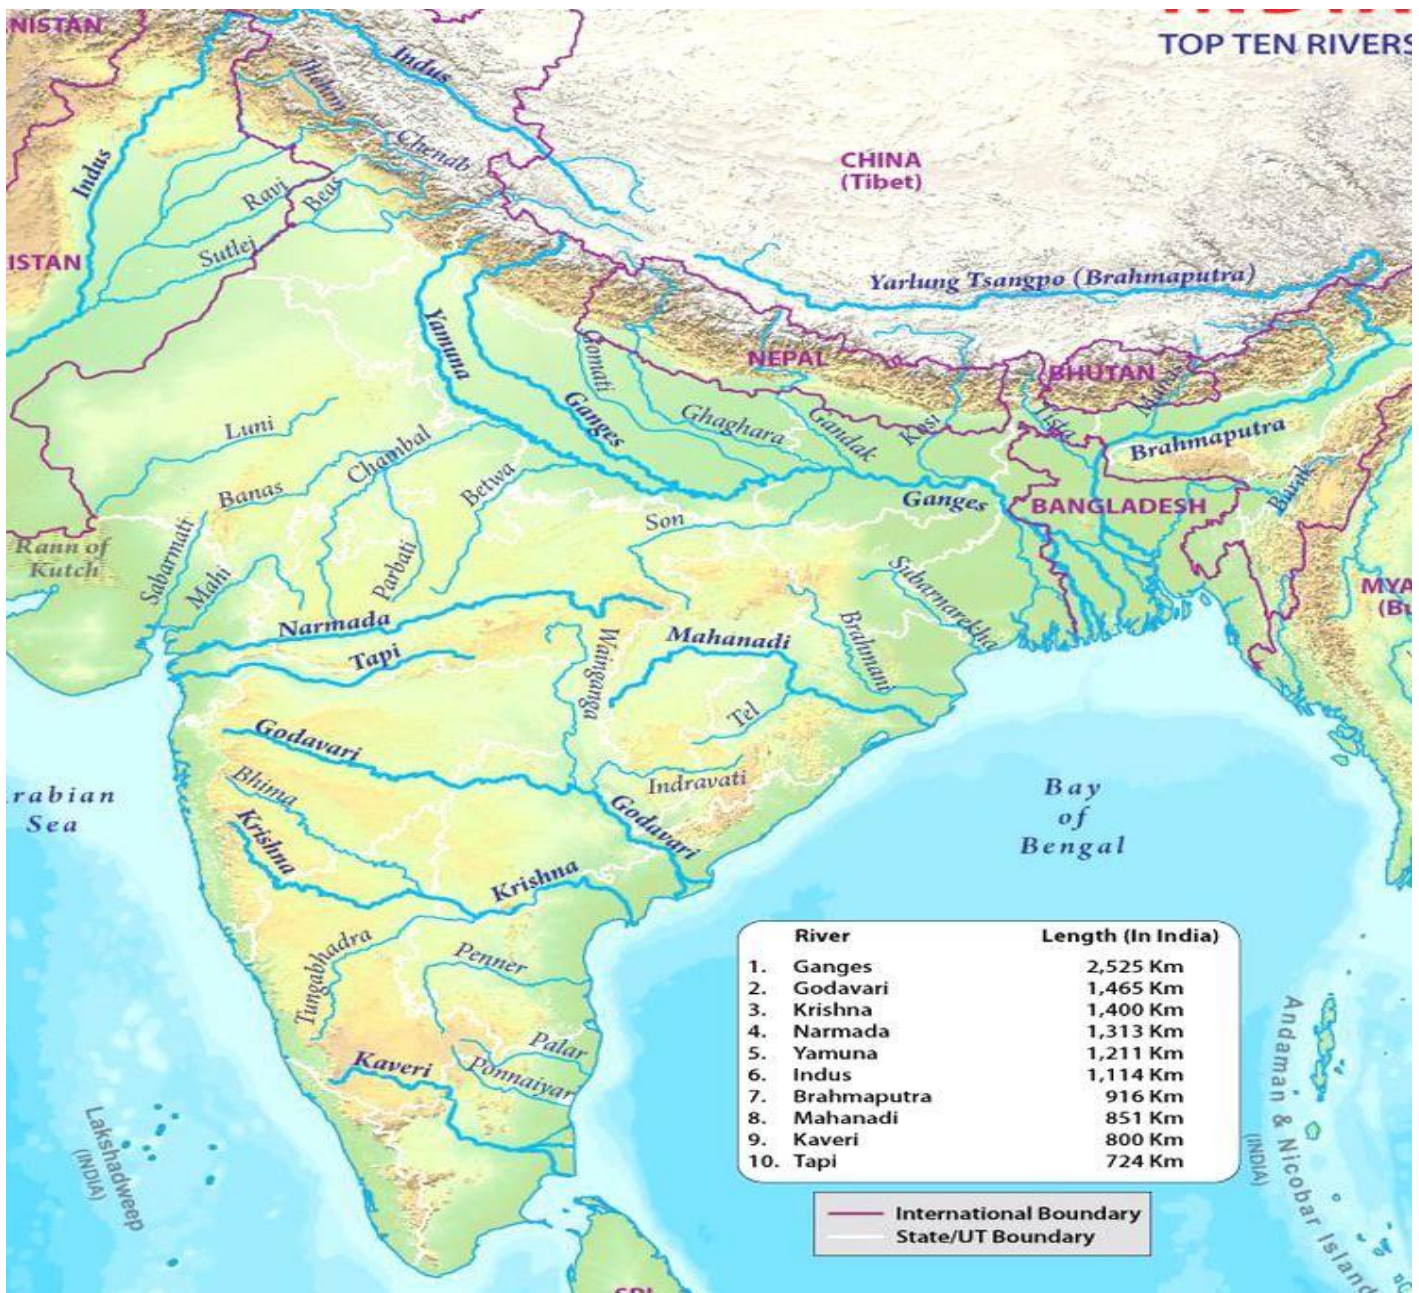 NISTAN
TOP TEN RIVERS
Indus
Jhelum
Chenab
CHINA
(Tibet)
Indus
Ravi
Beas
Sutlej
ISTAN
Yarlung Tsangpo (Brahmaputra)
Yamuna
Gomati
NEPAL
BHUTAN
Manas
Ganges
Ghaghara
Gandak
Kosi
Tista
Brahmaputra
Luni
Chambal
Banas
Betwa
Ganges
BANGLADESH
Barak
Son
Rann of
Kutch
Sabarmati
Mahi
Parbati
Subarnarekha
MYA
(Bu
Narmada
Tapi
Wainganga
Mahanadi
Brahmani
Tel
Godavari
Indravati
Bhima
Godavari
rabian
Sea
Bay
of
Bengal
Krishna
Krishna
Tungabhadra
Penner
Palar
Ponnaiyar
Kaveri
River Length (In India)
1. Ganges 2,525 Km
2. Godavari 1,465 Km
3. Krishna 1,400 Km
4. Narmada 1,313 Km
5. Yamuna 1,211 Km
6. Indus 1,114 Km
7. Brahmaputra 916 Km
8. Mahanadi 851 Km
9. Kaveri 800 Km
10. Tapi 724 Km
International Boundary
State/UT Boundary
Lakshadweep
(INDIA)
Andaman & Nicobar Island
(INDIA)